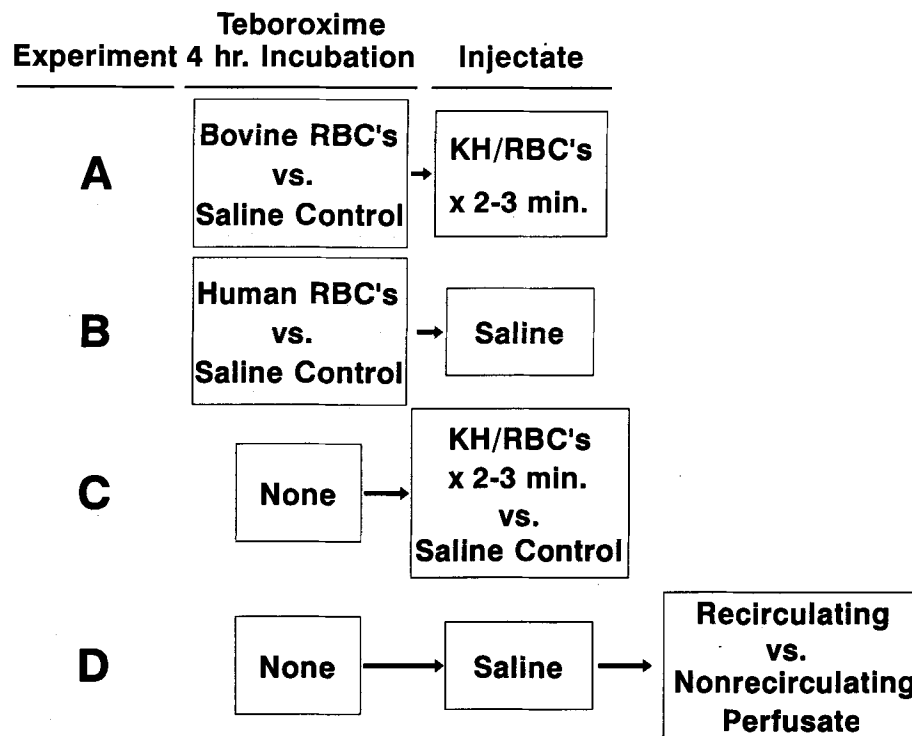 Teboroxime
Experiment 4 hr. Incubation Injectate
A
Bovine RBC's
vs.
Saline Control
KH/RBC's
x 2-3 min.
B
Human RBC's
vs.
Saline Control
Saline
C
None
KH/RBC's
x 2-3 min.
vs.
Saline Control
D
None
Saline
Recirculating
vs.
Nonrecirculating
Perfusate